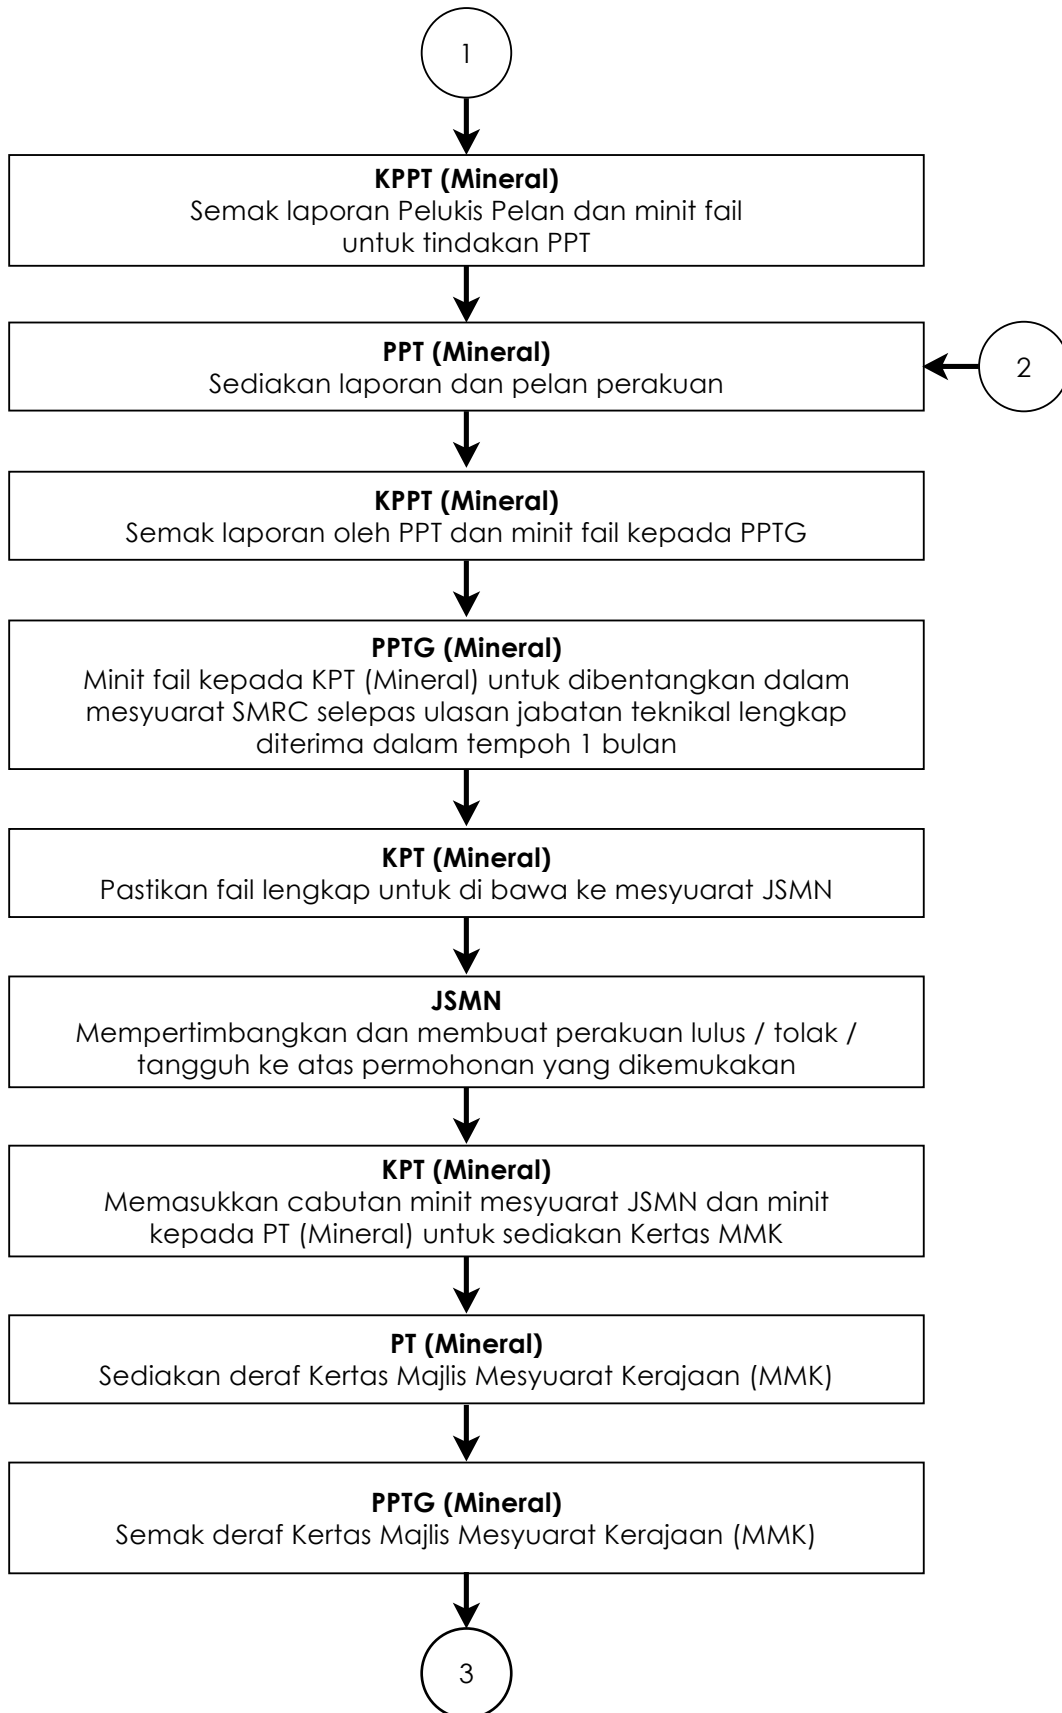 1
KPPT (Mineral)
Semak laporan Pelukis Pelan dan minit fail
untuk tindakan PPT
PPT (Mineral)
Sediakan laporan dan pelan perakuan
2
KPPT (Mineral)
Semak laporan oleh PPT dan minit fail kepada PPTG
PPTG (Mineral)
Minit fail kepada KPT (Mineral) untuk dibentangkan dalam
mesyuarat SMRC selepas ulasan jabatan teknikal lengkap
diterima dalam tempoh 1 bulan
KPT (Mineral)
Pastikan fail lengkap untuk di bawa ke mesyuarat JSMN
JSMN
Mempertimbangkan dan membuat perakuan lulus / tolak /
tangguh ke atas permohonan yang dikemukakan
KPT (Mineral)
Memasukkan cabutan minit mesyuarat JSMN dan minit
kepada PT (Mineral) untuk sediakan Kertas MMK
PT (Mineral)
Sediakan deraf Kertas Majlis Mesyuarat Kerajaan (MMK)
PPTG (Mineral)
Semak deraf Kertas Majlis Mesyuarat Kerajaan (MMK)
3